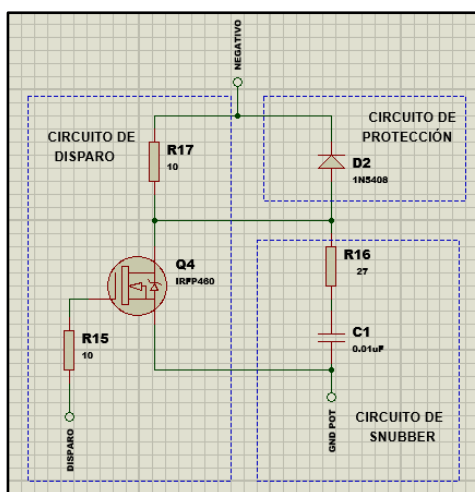 NEGATIVO
CIRCUITO DE
DISPARO
CIRCUITO DE
PROTECCIÓN
R17
10
D2
1N5408
R16
27
Q4
IRFP460
C1
0.01uF
R15
10
DISPARO
GND POT
CIRCUITO DE
SNUBBER